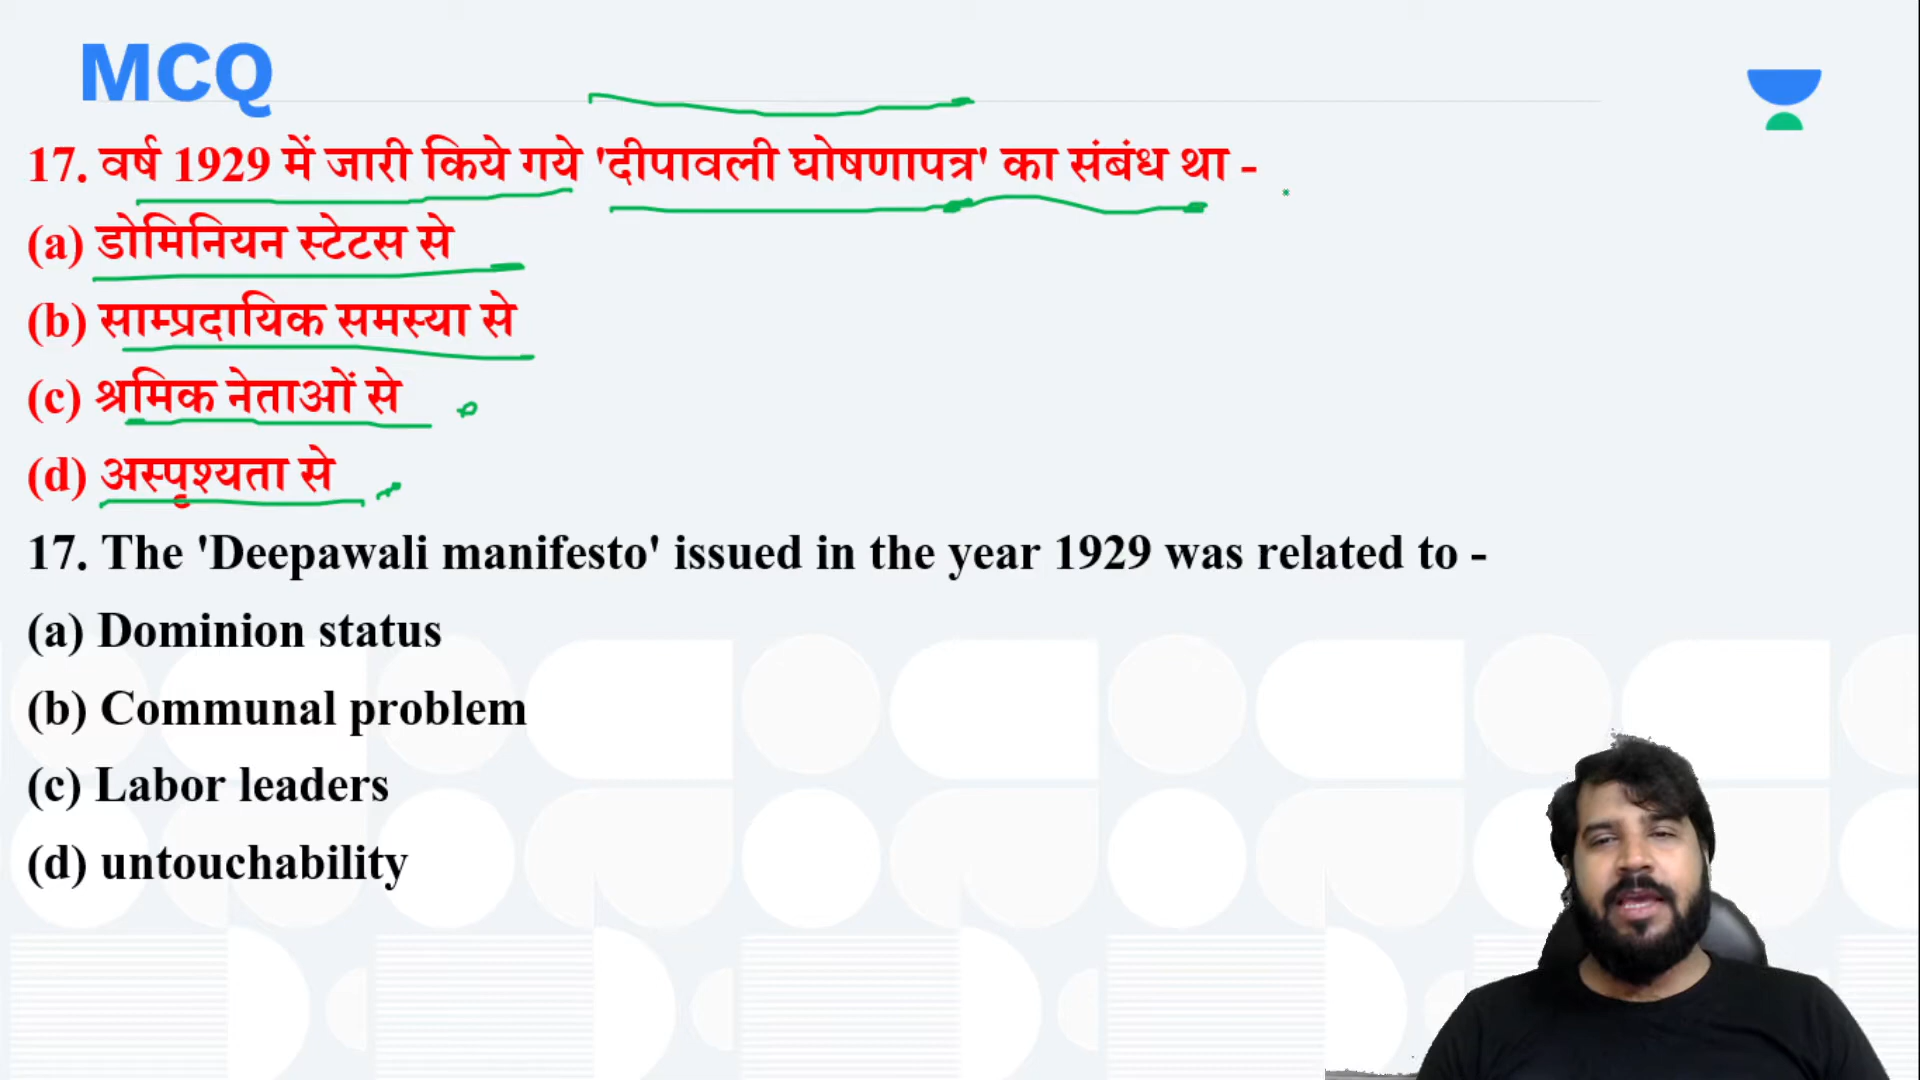 MCQ
17. वर्ष 1929 में जारी किये गये 'दीपावली घोषणापत्र' का संबंध था -
(a) डोमिनियन स्टेटस से
(b) साम्प्रदायिक समस्या से
(c) श्रमिक नेताओं से
(d) अस्पृश्यता से
17. The 'Deepawali manifesto' issued in the year 1929 was related to -
(a) Dominion status
(b) Communal problem
(c) Labor leaders
(d) untouchability